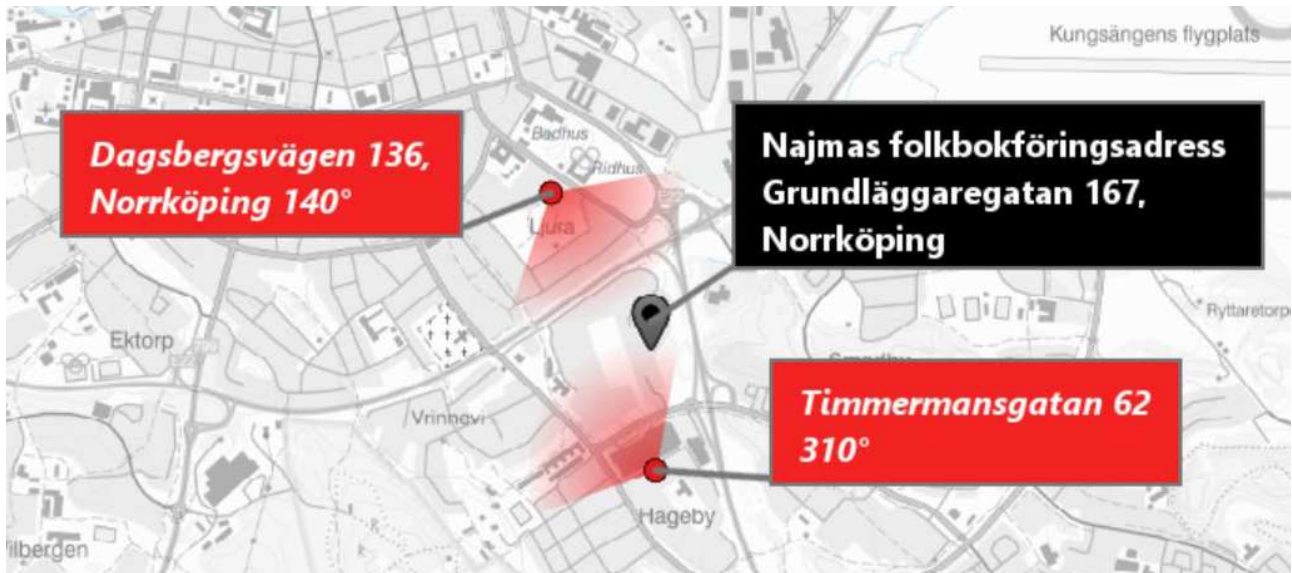 Kungsängens flygplats
Dagsbergsvägen 136,
Norrköping 140°
Badhus
Ridhus
Ljura
Najmas folkbokföringsadress
Grundläggaregatan 167,
Norrköping
Ektorp
Ryttaretorp
Vrinnevi
Timmermansgatan 62
310°
Hageby
ilbergen